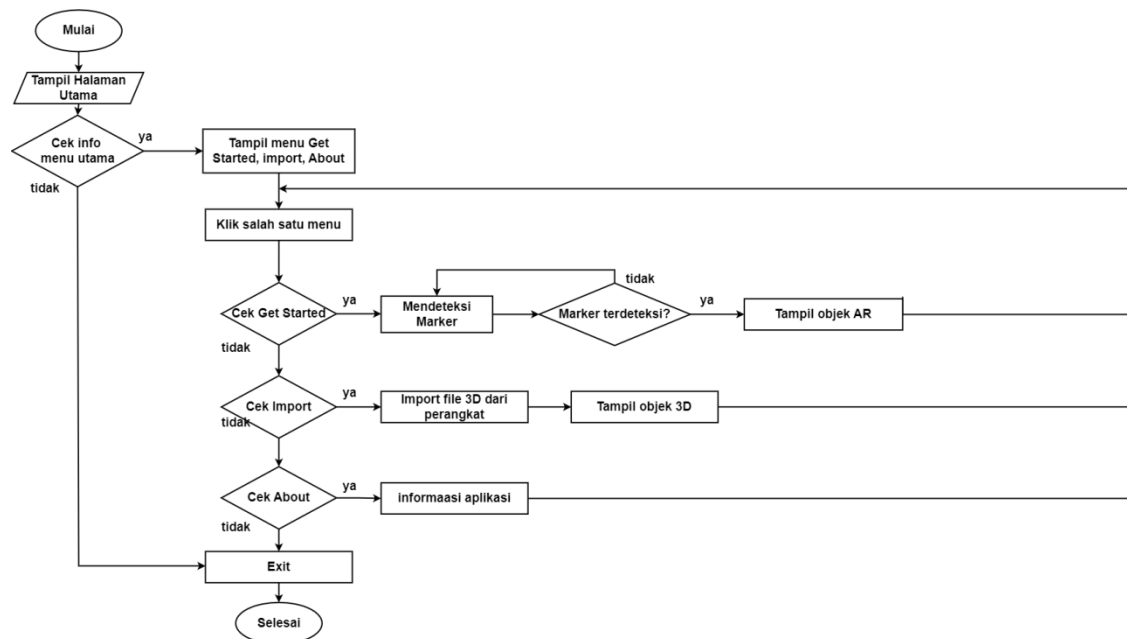 Mulai
Tampil Halaman
Utama
Cek info
menu utama
ya
tidak
Tampil menu Get
Started, import, About
Klik salah satu menu
Cek Get Started
ya
tidak
Mendeteksi
Marker
tidak
Marker terdeteksi?
ya
Tampil objek AR
Cek Import
ya
tidak
Import file 3D dari
perangkat
Tampil objek 3D
Cek About
ya
tidak
informaasi aplikasi
Exit
Selesai